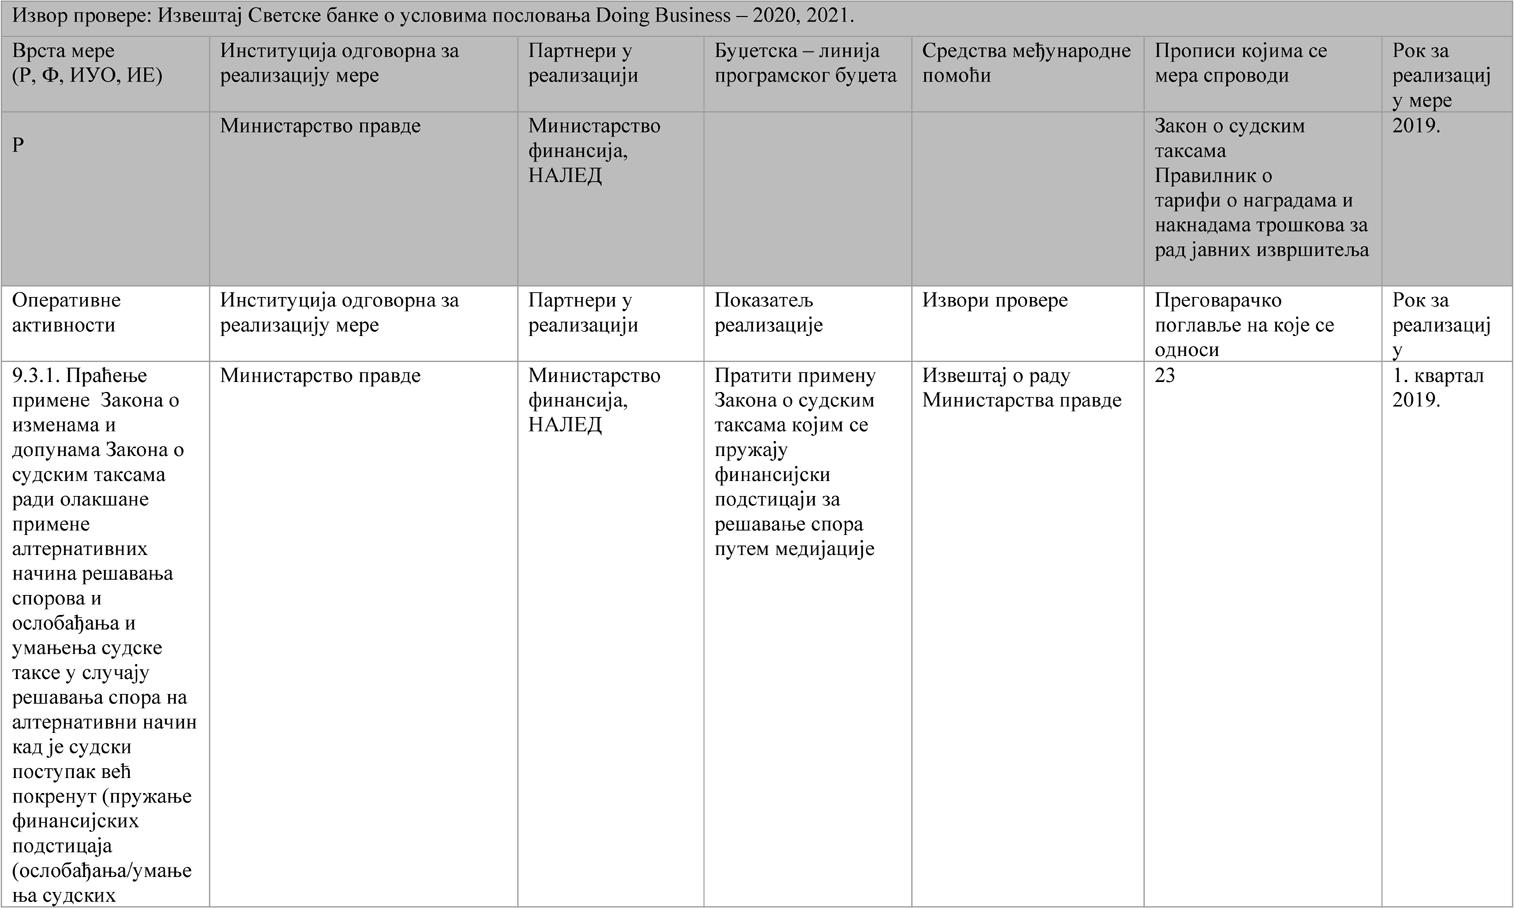 Извор провере: Извештај Светске банке о условима пословања Doing Business – 2020, 2021.
Врста мере
(Р, Ф, ИУО, ИЕ)
Институција одговорна за
реализацију мере
Партнери у
реализацији
Буџетска – линија
програмског буџета
Средства међународне
помоћи
Прописи којима се
мера спроводи
Рок за
реализациј
у мере
Р
Министарство правде
Министарство
финансија,
НАЛЕД
Закон о судским
таксама
Правилник о
тарифи о наградама и
накнадама трошкова за
рад јавних извршитеља
2019.
Оперативне
активности
Институција одговорна за
реализацију мере
Партнери у
реализацији
Показатељ
реализације
Извори провере
Преговарачко
поглавље на које се
односи
Рок за
реализациј
у
9.3.1. Праћење
примене  Закона о
изменама и
допунама Закона о
судским таксама
ради олакшане
примене
алтернативних
начина решавања
спорова и
ослобађања и
умањења судске
таксе у случају
решавања спора на
алтернативни начин
кад је судски
поступак већ
покренут (пружање
финансијских
подстицаја
(ослобађања/умање
ња судских
Министарство правде
Министарство
финансија,
НАЛЕД
Пратити примену
Закона о судским
таксама којим се
пружају
финансијски
подстицаји за
решавање спора
путем медијације
Извештај о раду
Министарства правде
23
1. квартал
2019.